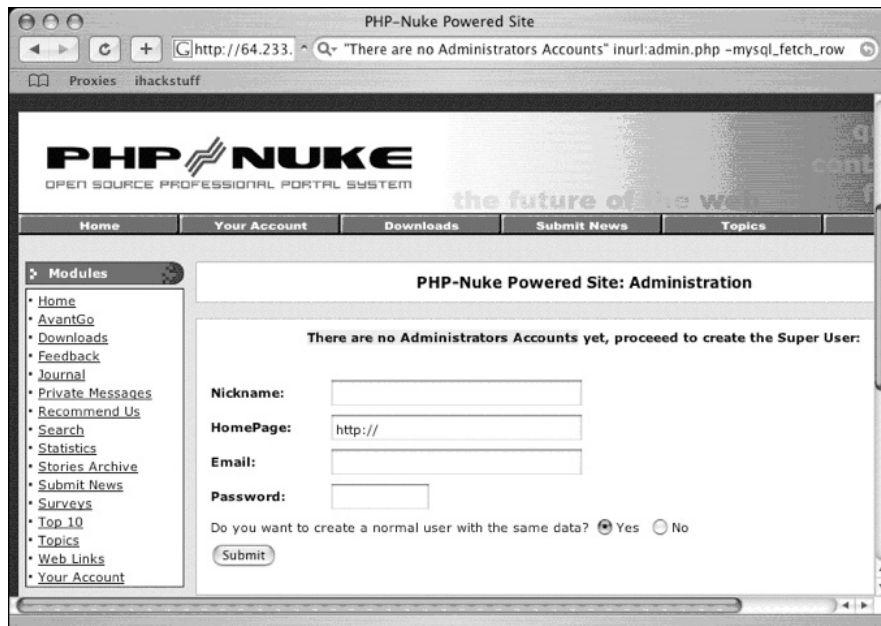 PHP-Nuke Powered Site
http://64.233. "There are no Administrators Accounts" inurl:admin.php -mysql_fetch_row
Proxies ihackstuff
PHP NUKE
OPEN SOURCE PROFESSIONAL PORTAL SYSTEM
the future of the web
Home Your Account Downloads Submit News Topics
Modules
Home
AvantGo
Downloads
Feedback
Journal
Private Messages
Recommend Us
Search
Statistics
Stories Archive
Submit News
Surveys
Top 10
Topics
Web Links
Your Account
PHP-Nuke Powered Site: Administration
There are no Administrators Accounts yet, proceeed to create the Super User:
Nickname:
HomePage: http://
Email:
Password:
Do you want to create a normal user with the same data? Yes No
Submit